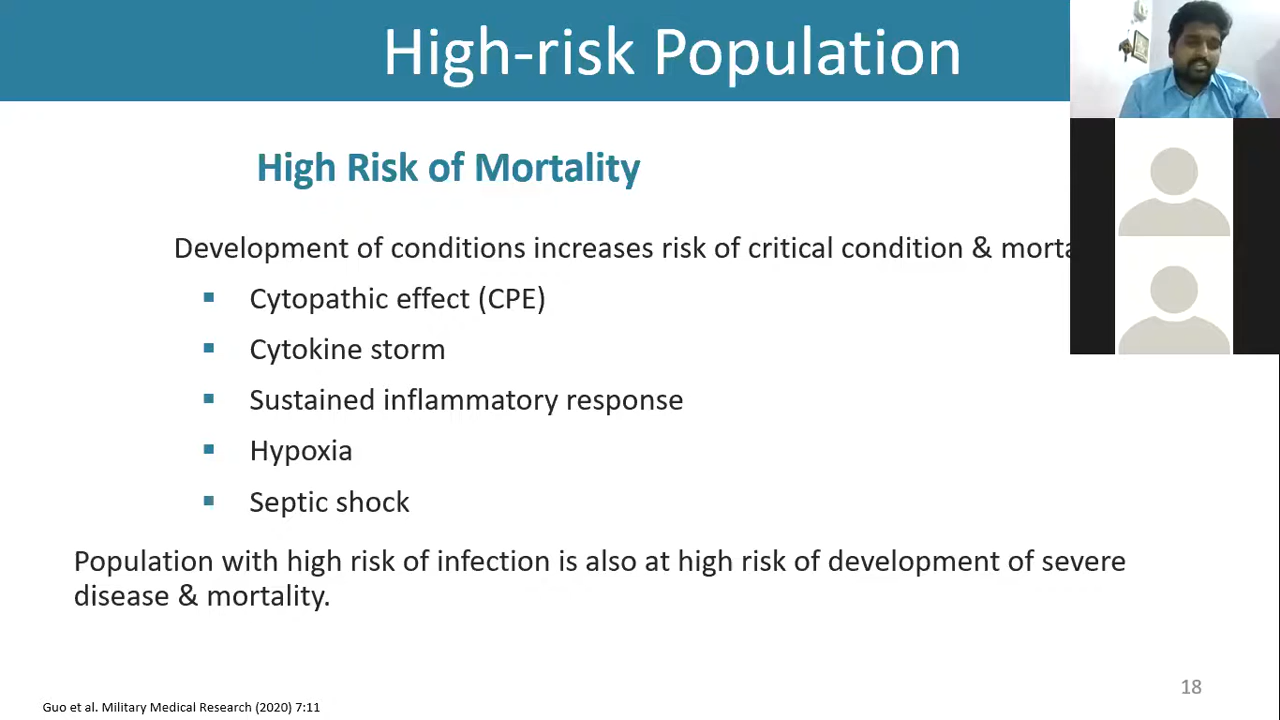 High-risk Population
High Risk of Mortality
Development of conditions increases risk of critical condition &
▪ Cytopathic effect (CPE)
▪ Cytokine storm
▪ Sustained inflammatory response
▪ Hypoxia
▪ Septic shock
Population with high risk of infection is also at high risk of development of severe
disease & mortality.
18
Guo et al. Military Medical Research (2020) 7:11